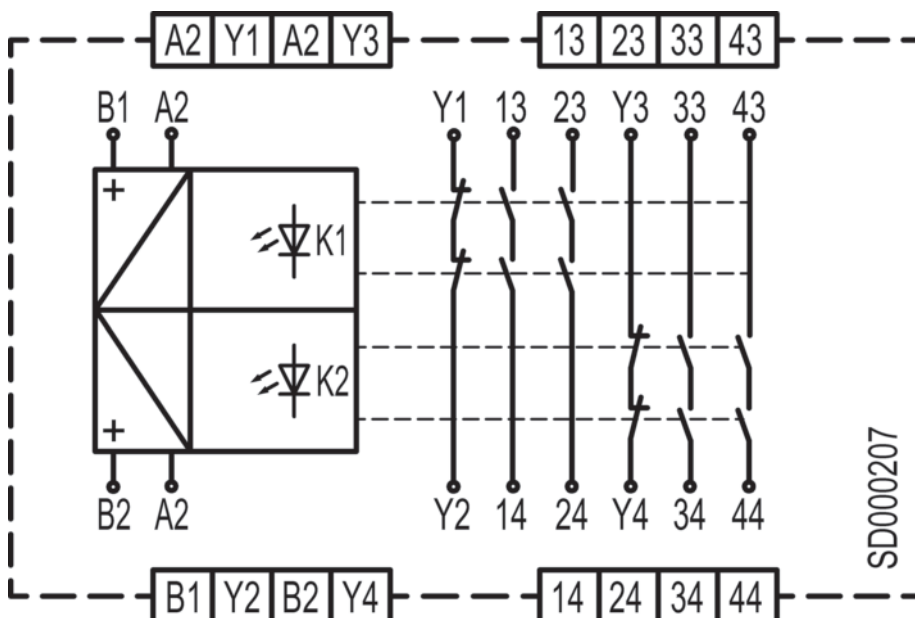 A2 Y1 A2 Y3 13 23 33 43
B1 A2 Y1 13 23 Y3 33 43
+
K1
K2
+
B2 A2 Y2 14 24 Y4 34 44
SD000207
B1 Y2 B2 Y4 14 24 34 44